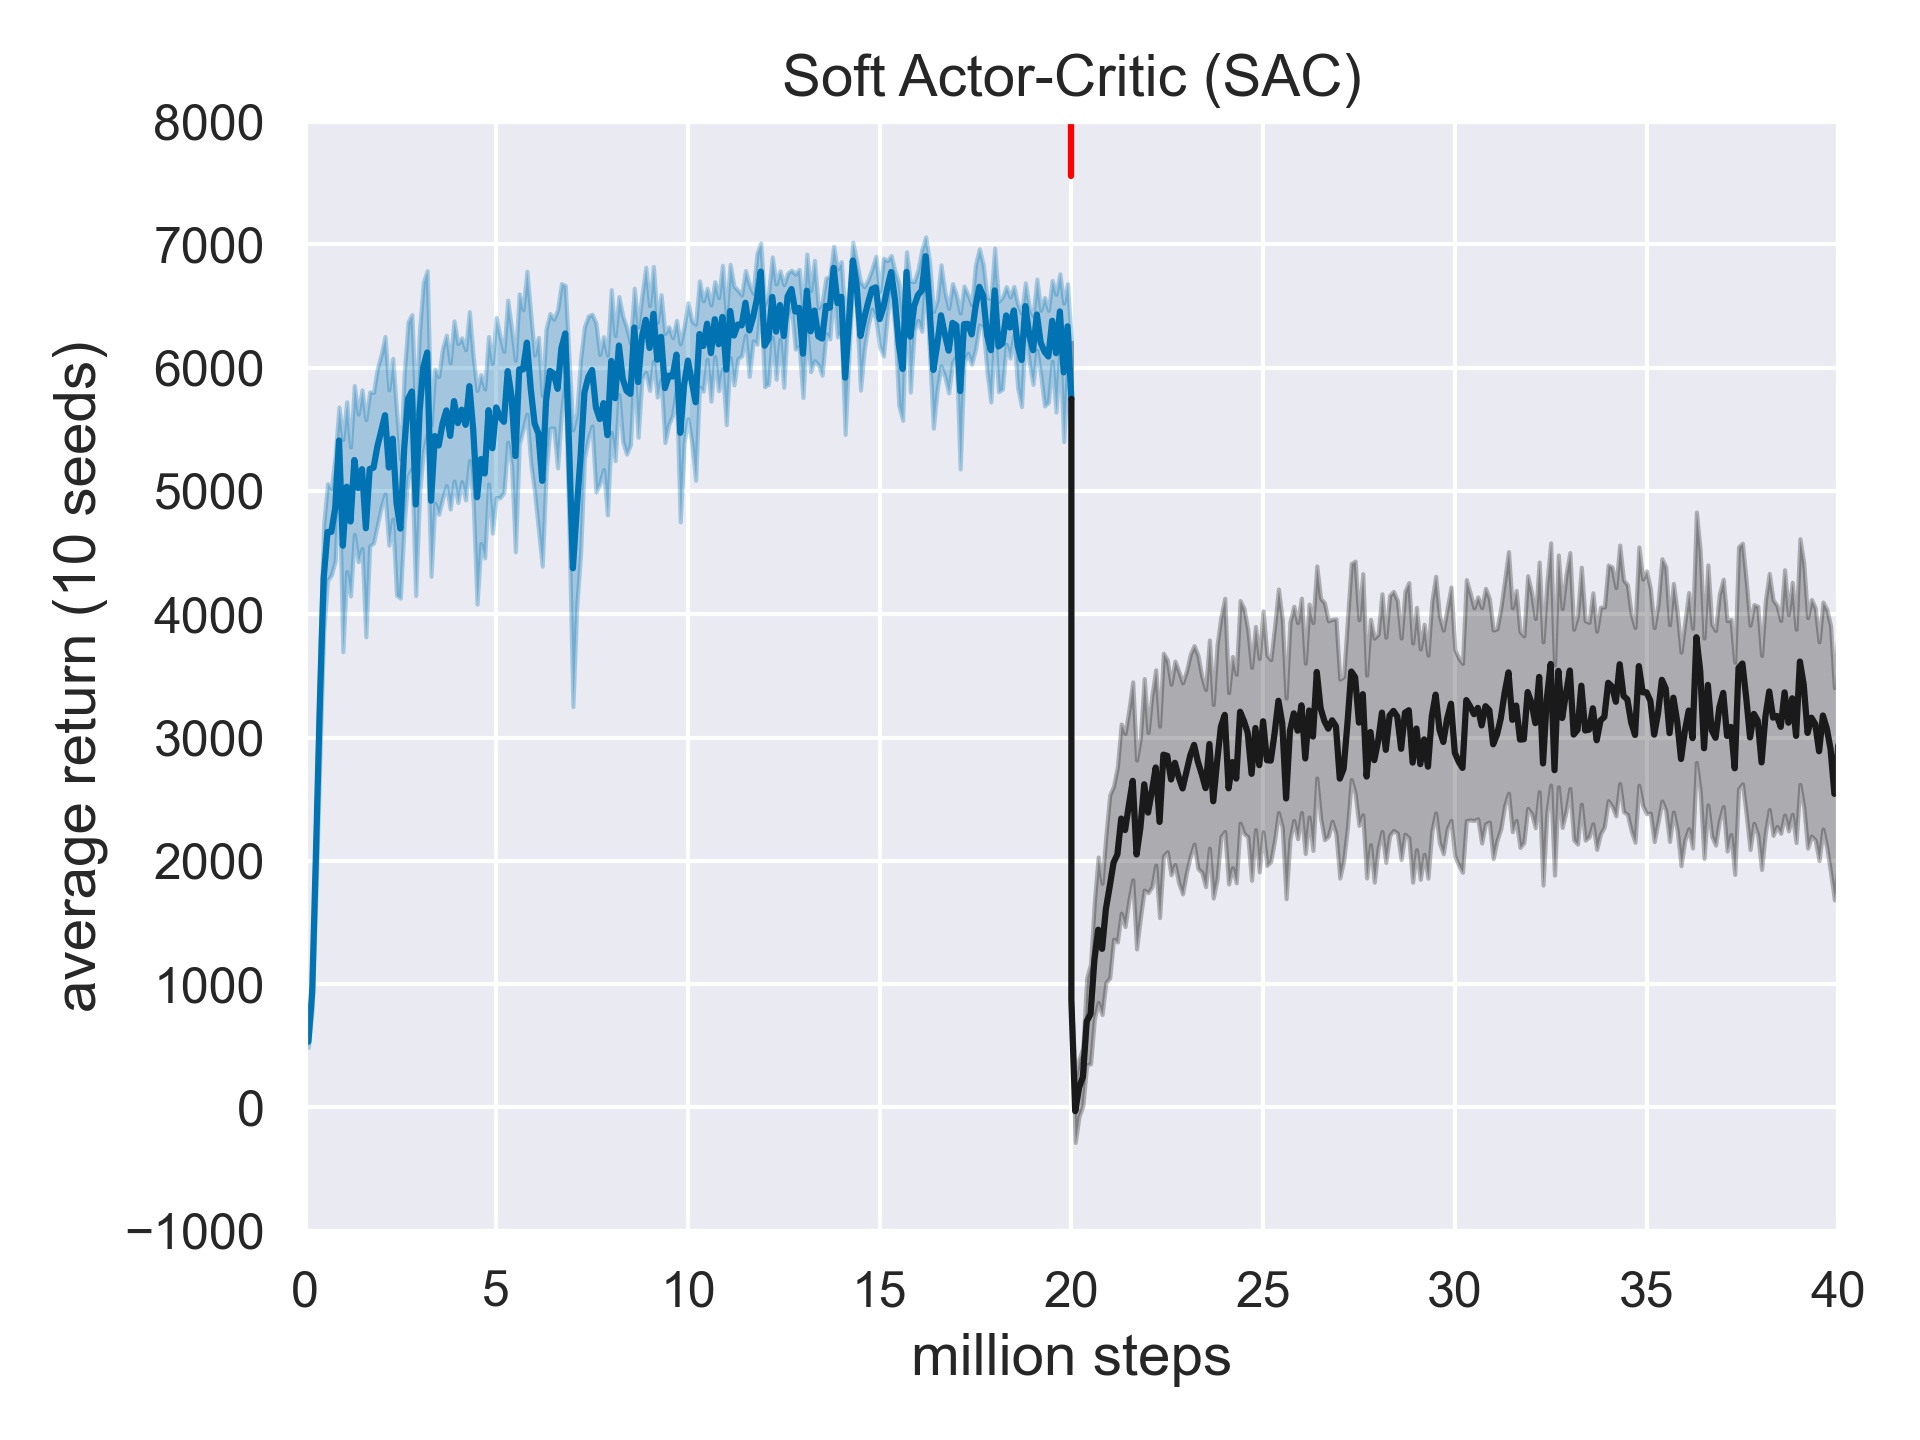 Soft Actor-Critic (SAC)
8000
7000
6000
5000
4000
3000
2000
1000
0
−1000
average return (10 seeds)
0 5 10 15 20 25 30 35 40
million steps